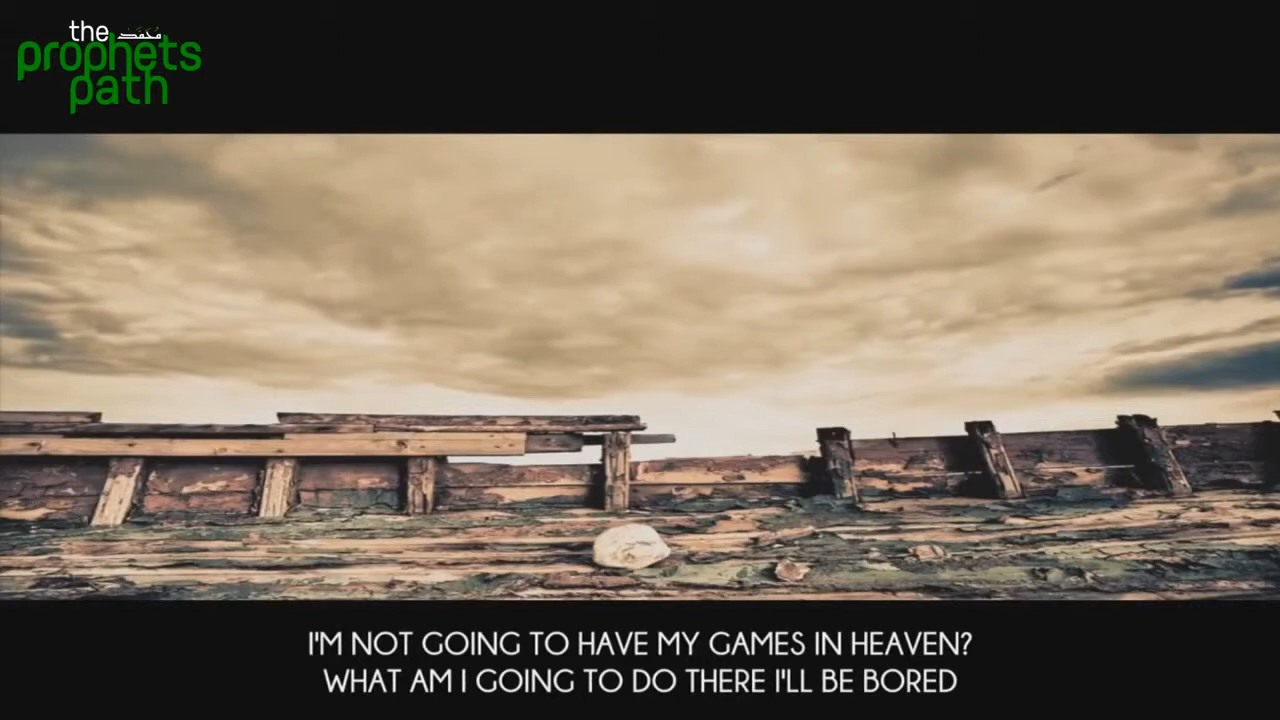 the
prophets
path
I'M NOT GOING TO HAVE MY GAMES IN HEAVEN?
WHAT AM I GOING TO DO THERE I'LL BE BORED